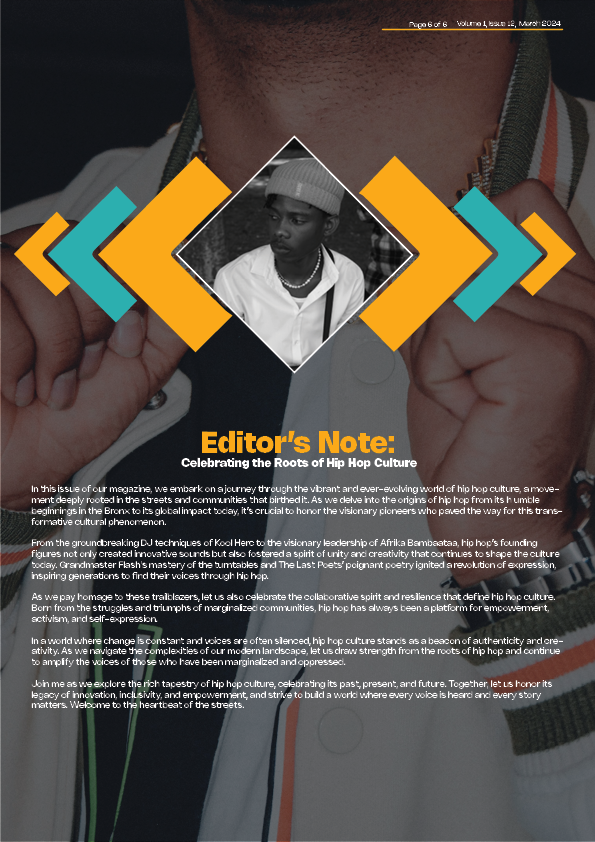 Page 6 of 6 Volume 1, Issue 12, March 2024
Editor's Note:
Celebrating the Roots of Hip Hop Culture
In this issue of our magazine, we embark on a journey through the vibrant and ever-evolving world of hip hop culture, a move-
ment deeply rooted in the streets and communities that birthed it. As we delve into the origins of hip hop from its humble
beginnings in the Bronx to its global impact today, it's crucial to honor the visionary pioneers who paved the way for this trans-
formative cultural phenomenon.
From the groundbreaking DJ techniques of Kool Herc to the visionary leadership of Afrika Bambaataa, hip hop's founding
figures not only created innovative sounds but also fostered a spirit of unity and creativity that continues to shape the culture
today. Grandmaster Flash's mastery of the turntables and The Last Poets' poignant poetry ignited a revolution of expression,
inspiring generations to find their voices through hip hop.
As we pay homage to these trailblazers, let us also celebrate the collaborative spirit and resilience that define hip hop culture.
Born from the struggles and triumphs of marginalized communities, hip hop has always been a platform for empowerment,
activism, and self-expression.
In a world where change is constant and voices are often silenced, hip hop culture stands as a beacon of authenticity and cre-
ativity. As we navigate the complexities of our modern landscape, let us draw strength from the roots of hip hop and continue
to amplify the voices of those who have been marginalized and oppressed.
Join me as we explore the rich tapestry of hip hop culture, celebrating its past, present, and future. Together, let us honor its
legacy of innovation, inclusivity, and empowerment, and strive to build a world where every voice is heard and every story
matters. Welcome to the heartbeat of the streets.